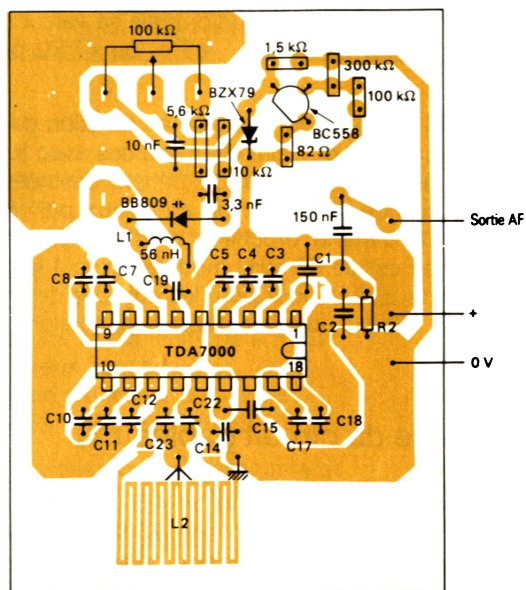 100 kΩ
1,5 kΩ
300 kΩ
BZX79
100 kΩ
5,6 kΩ
BC558
10 nF
82 Ω
10 kΩ
3,3 nF
BB809
150 nF
Sortie AF
L1
56 nH
C8
C7
C19
C5
C4
C3
C1
C2
R2
+
0 V
9
1
TDA7000
10
18
C12
C22
C10
C11
C23
C14
C15
C17
C18
L2